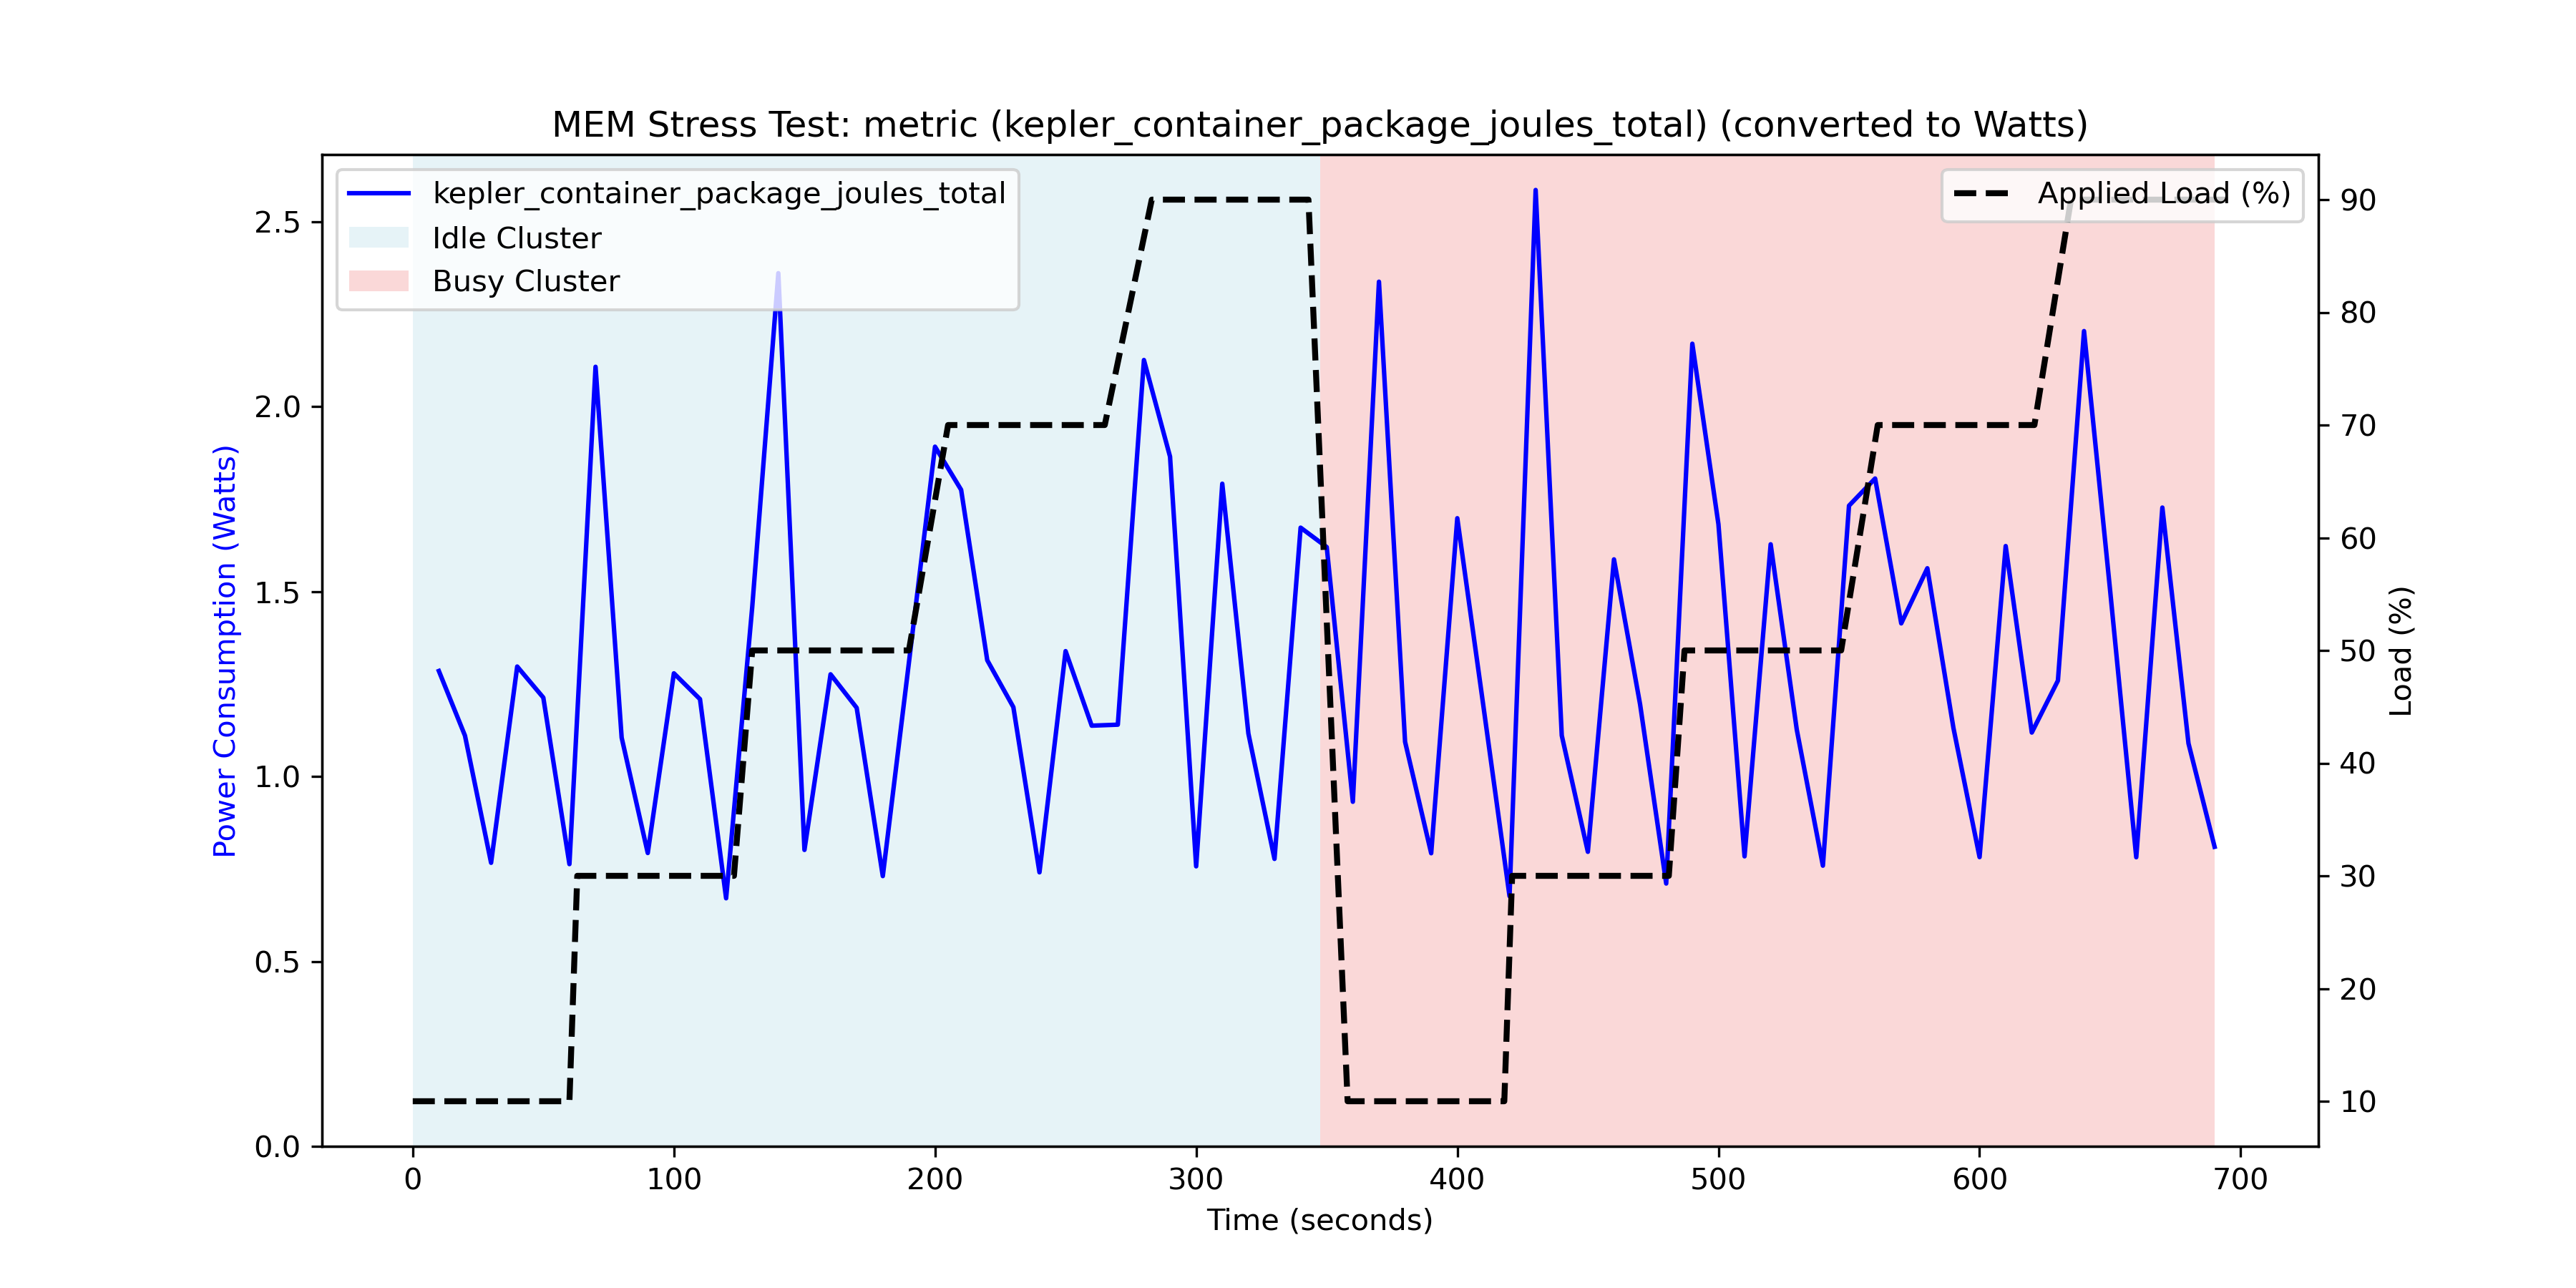 MEM Stress Test: metric (kepler_container_package_joules_total) (converted to Watts)
kepler_container_package_joules_total
Idle Cluster
Busy Cluster
Applied Load (%)
Power Consumption (Watts)
2.5
2.0
1.5
1.0
0.5
0.0
90
80
70
60
50
40
30
20
10
Load (%)
0 100 200 300 400 500 600 700
Time (seconds)